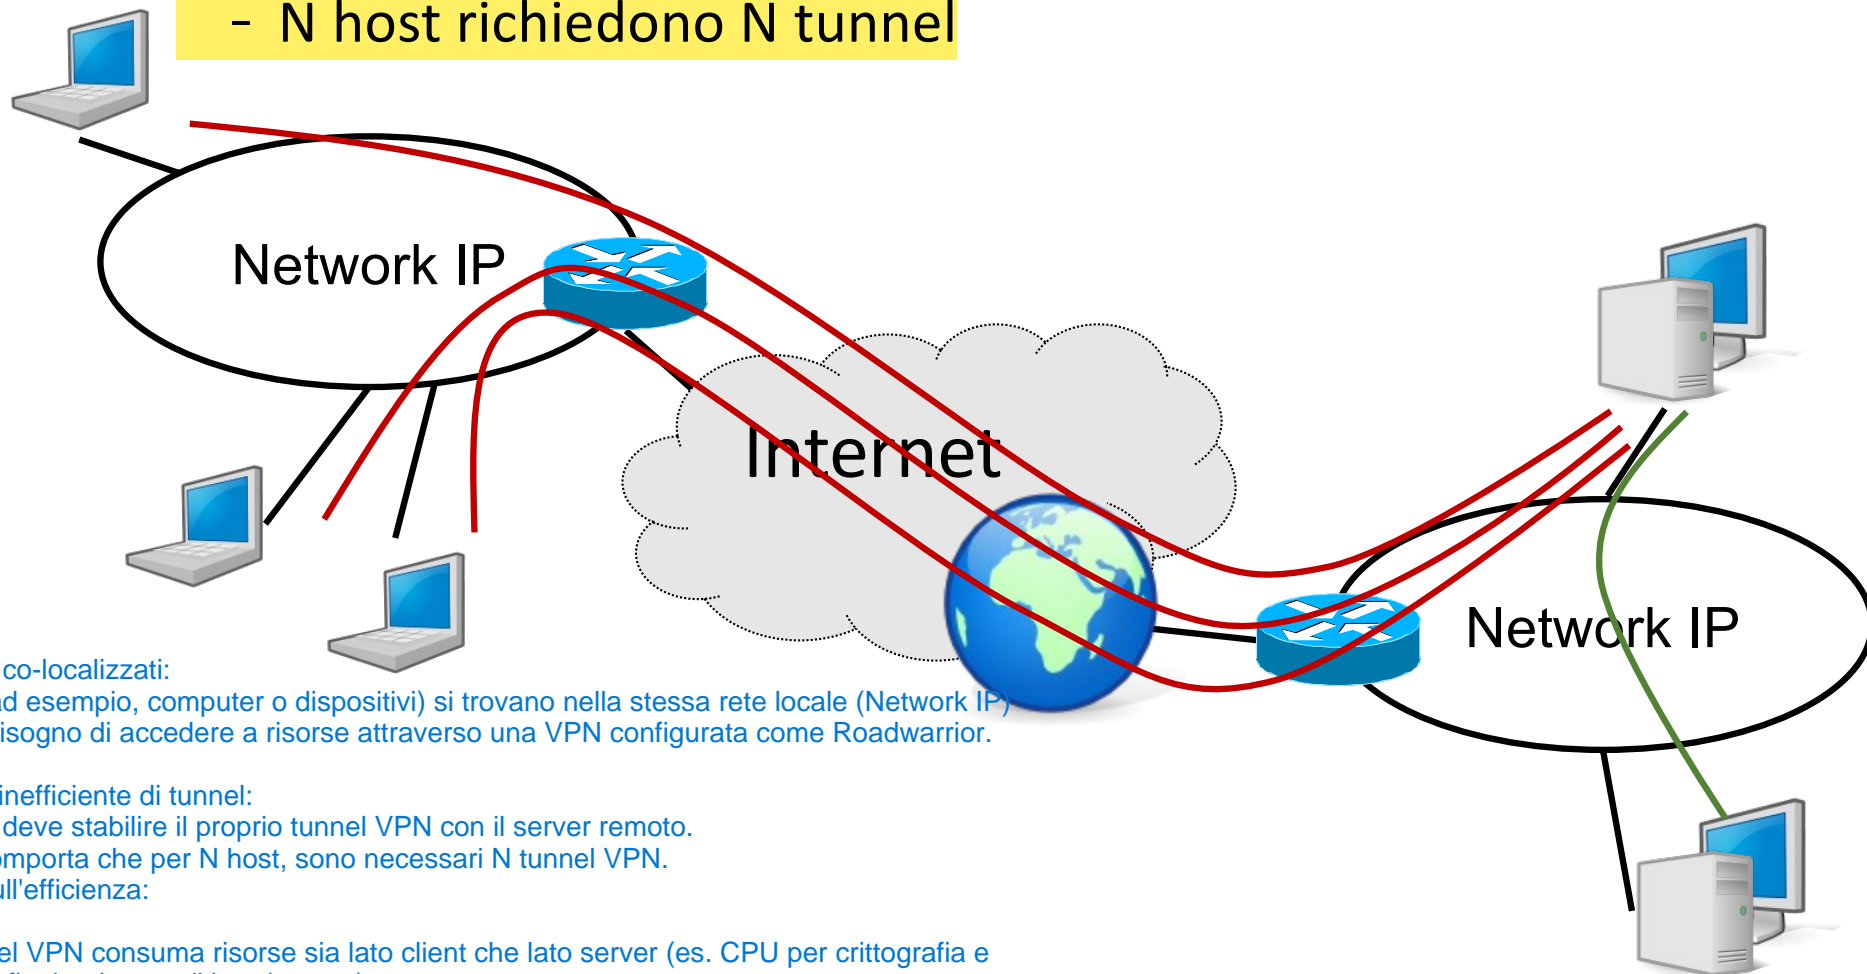 - N host richiedono N tunnel
Network IP
Internet
Network IP
co-localizzati:
ad esempio, computer o dispositivi) si trovano nella stessa rete locale (Network IP)
isogno di accedere a risorse attraverso una VPN configurata come Roadwarrior.
inefficiente di tunnel:
deve stabilire il proprio tunnel VPN con il server remoto.
omporta che per N host, sono necessari N tunnel VPN.
ull'efficienza:
el VPN consuma risorse sia lato client che lato server (es. CPU per crittografia e